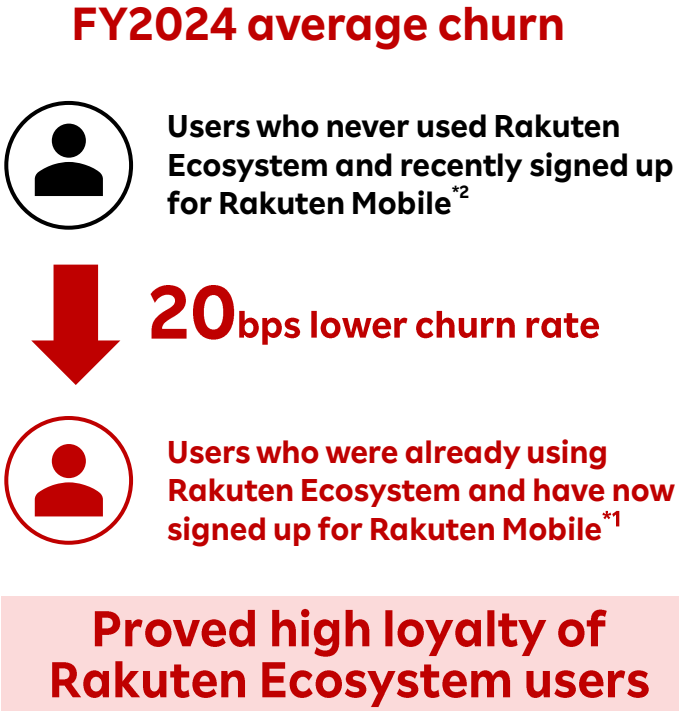 FY2024 average churn
Users who never used Rakuten
Ecosystem and recently signed up
for Rakuten Mobile*2
20bps lower churn rate
Users who were already using
Rakuten Ecosystem and have now
signed up for Rakuten Mobile*1
Proved high loyalty of
Rakuten Ecosystem users